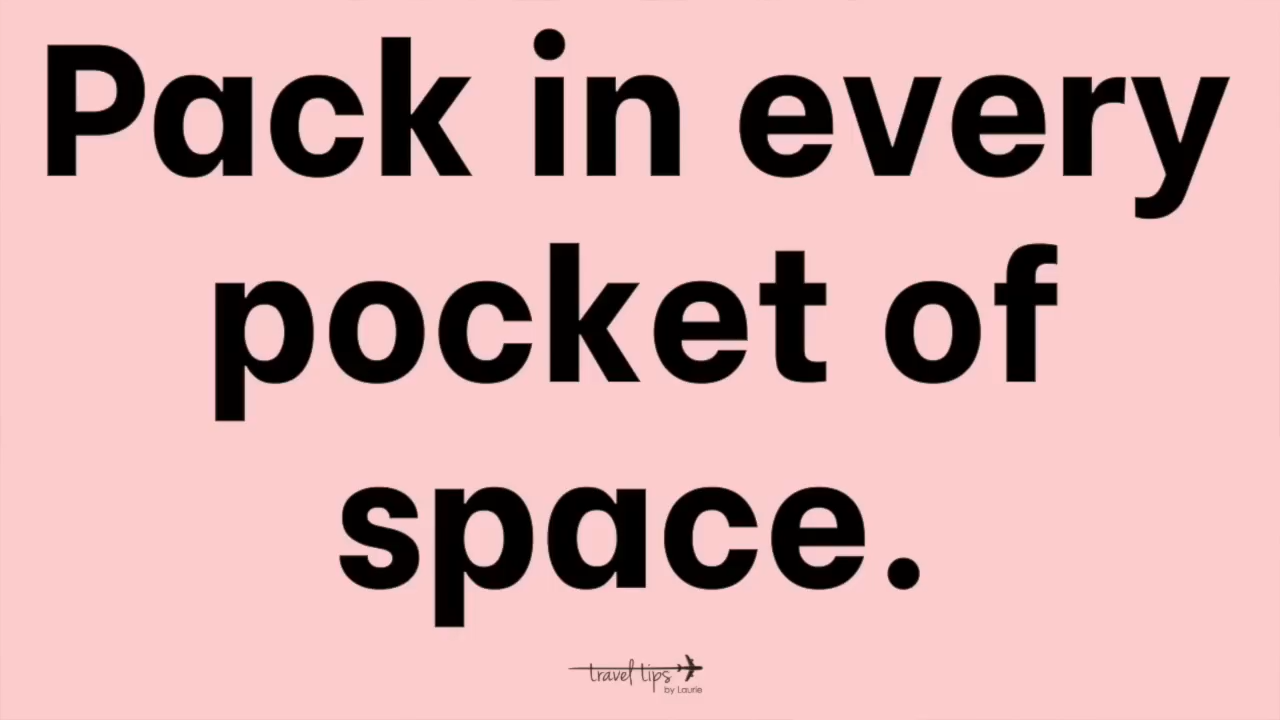 Pack in every
pocket of
space.
travel tips
by Laurie